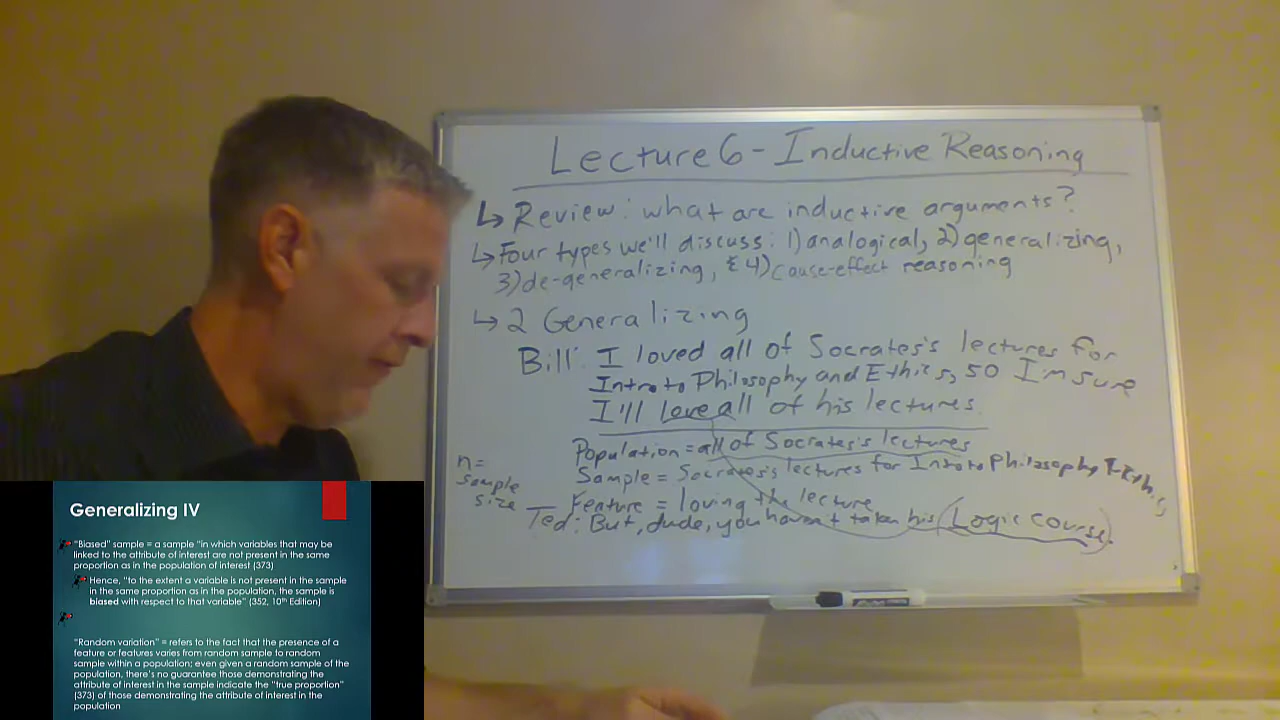 Lecture 6 - Inductive Reasoning
↳ Review: what are inductive arguments?
↳ Four types we'll discuss: 1) analogical, 2) generalizing,
3) de-generalizing, & 4) cause-effect reasoning
↳ 2 Generalizing
Bill: I loved all of Socrates's lectures for
Intro to Philosophy and Ethics, so I'm sure
I'll love all of his lectures.
Population = all of Socrates's lectures
Sample = Socrates's lectures for Intro to Philosophy & Ethics
n =
sample
size
Feature = loving the lecture
Ted: But, dude, you haven't taken his Logic course.
EXPO
Generalizing IV
"Biased" sample = a sample "in which variables that may be
linked to the attribute of interest are not present in the same
proportion as in the population of interest (373)
Hence, "to the extent a variable is not present in the sample
in the same proportion as in the population, the sample is
biased with respect to that variable" (352, 10th Edition)
"Random variation" = refers to the fact that the presence of a
feature or features varies from random sample to random
sample within a population; even given a random sample of the
population, there's no guarantee those demonstrating the
attribute of interest in the sample indicate the "true proportion"
(373) of those demonstrating the attribute of interest in the
population